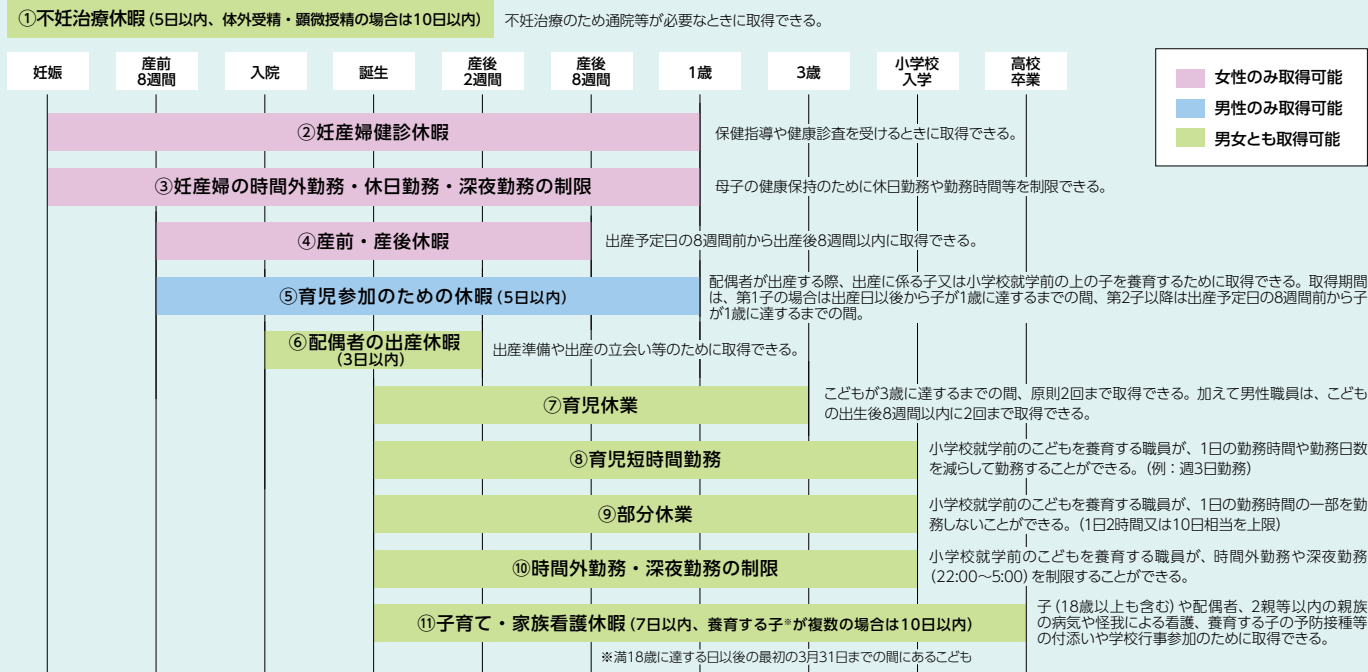 ①不妊治療休暇(5日以内、体外受精・顕微授精の場合は10日以内)
不妊治療のため通院等が必要なときに取得できる。
妊娠
産前
8週間
入院
誕生
産後
2週間
産後
8週間
1歳
3歳
小学校
入学
高校
卒業
女性のみ取得可能
男性のみ取得可能
男女とも取得可能
②妊産婦健診休暇
保健指導や健康診査を受けるときに取得できる。
③妊産婦の時間外勤務・休日勤務・深夜勤務の制限
母子の健康保持のために休日勤務や勤務時間等を制限できる。
④産前・産後休暇
出産予定日の8週間前から出産後8週間以内に取得できる。
⑤育児参加のための休暇(5日以内)
配偶者が出産する際、出産に係る子又は小学校就学前の上の子を養育するために取得できる。取得期間
は、第1子の場合は出産日以後から子が1歳に達するまでの間、第2子以降は出産予定日の8週間前から子
が1歳に達するまでの間。
⑥配偶者の出産休暇
(3日以内)
出産準備や出産の立会い等のために取得できる。
⑦育児休業
こどもが3歳に達するまでの間、原則2回まで取得できる。加えて男性職員は、こども
の出生後8週間以内に2回まで取得できる。
⑧育児短時間勤務
小学校就学前のこどもを養育する職員が、1日の勤務時間や勤務日数
を減らして勤務することができる。(例：週3日勤務)
⑨部分休業
小学校就学前のこどもを養育する職員が、1日の勤務時間の一部を勤
務しないことができる。(1日2時間又は10日相当を上限)
⑩時間外勤務・深夜勤務の制限
小学校就学前のこどもを養育する職員が、時間外勤務や深夜勤務
(22:00～5:00)を制限することができる。
⑪子育て・家族看護休暇(7日以内、養育する子※が複数の場合は10日以内)
子(18歳以上も含む)や配偶者、2親等以内の親族
の病気や怪我による看護、養育する子の予防接種等
の付添いや学校行事参加のために取得できる。
※満18歳に達する日以後の最初の3月31日までの間にあるこども